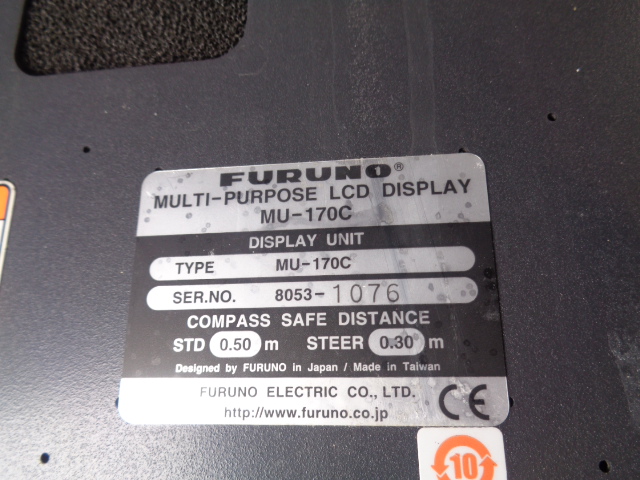 FURUNO®
MULTI-PURPOSE LCD DISPLAY
MU-170C
DISPLAY UNIT
TYPE MU-170C
SER.NO. 8053-1076
COMPASS SAFE DISTANCE
STD 0.50 m STEER 0.30 m
Designed by FURUNO in Japan / Made in Taiwan
FURUNO ELECTRIC CO., LTD.
http://www.furuno.co.jp
CE
10